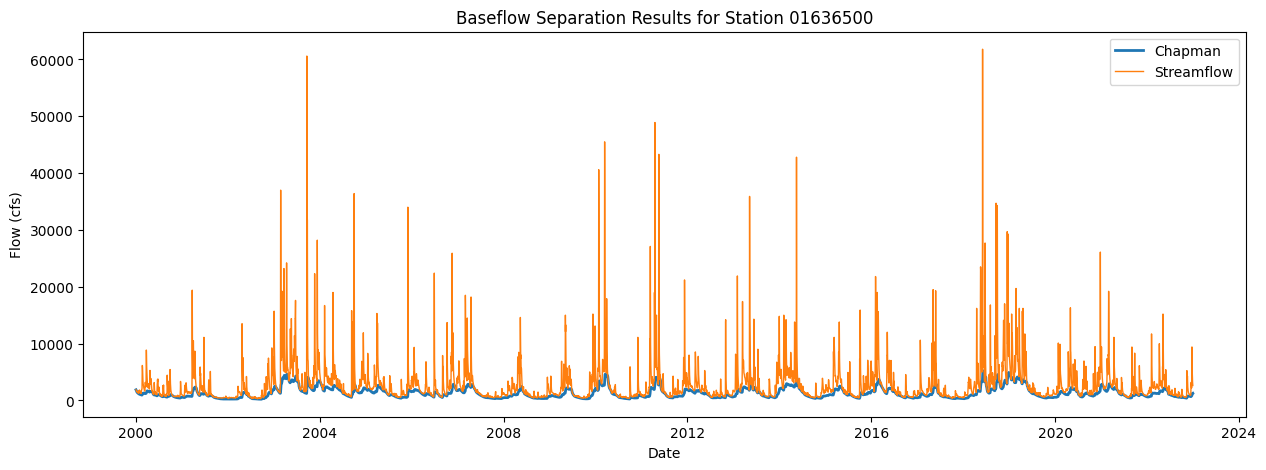 Baseflow Separation Results for Station 01636500
Chapman
Streamflow
Flow (cfs)
60000
50000
40000
30000
20000
10000
0
2000 2004 2008 2012 2016 2020 2024
Date